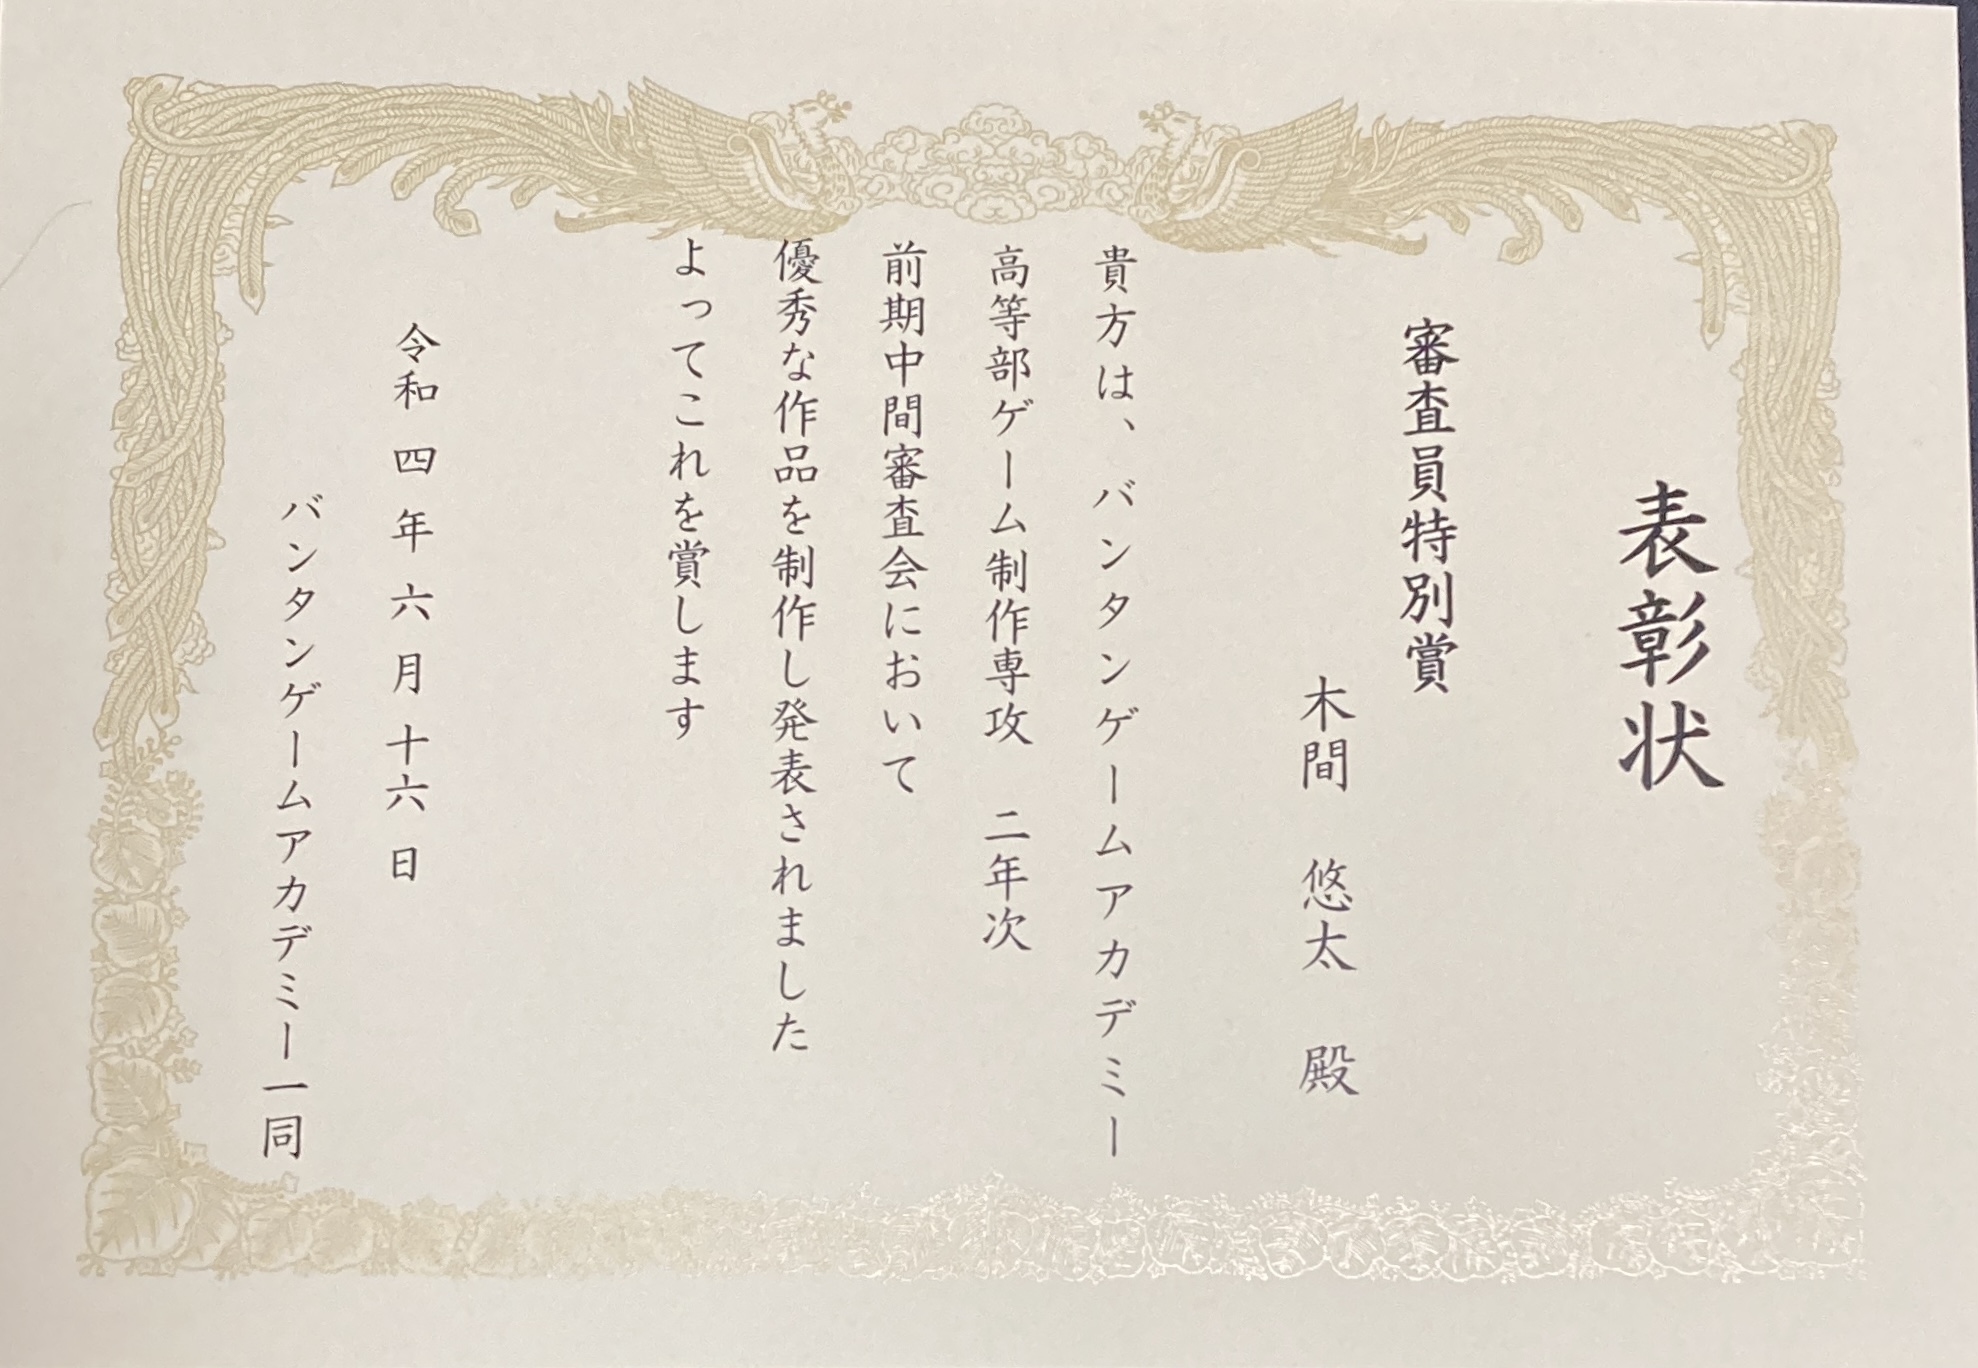 表彰状
審査員特別賞
木間　悠太　殿
貴方は、バンタンゲームアカデミー
高等部ゲーム制作専攻　二年次
前期中間審査会において
優秀な作品を制作し発表されました
よってこれを賞します
令和四年六月十六日
バンタンゲームアカデミー一同